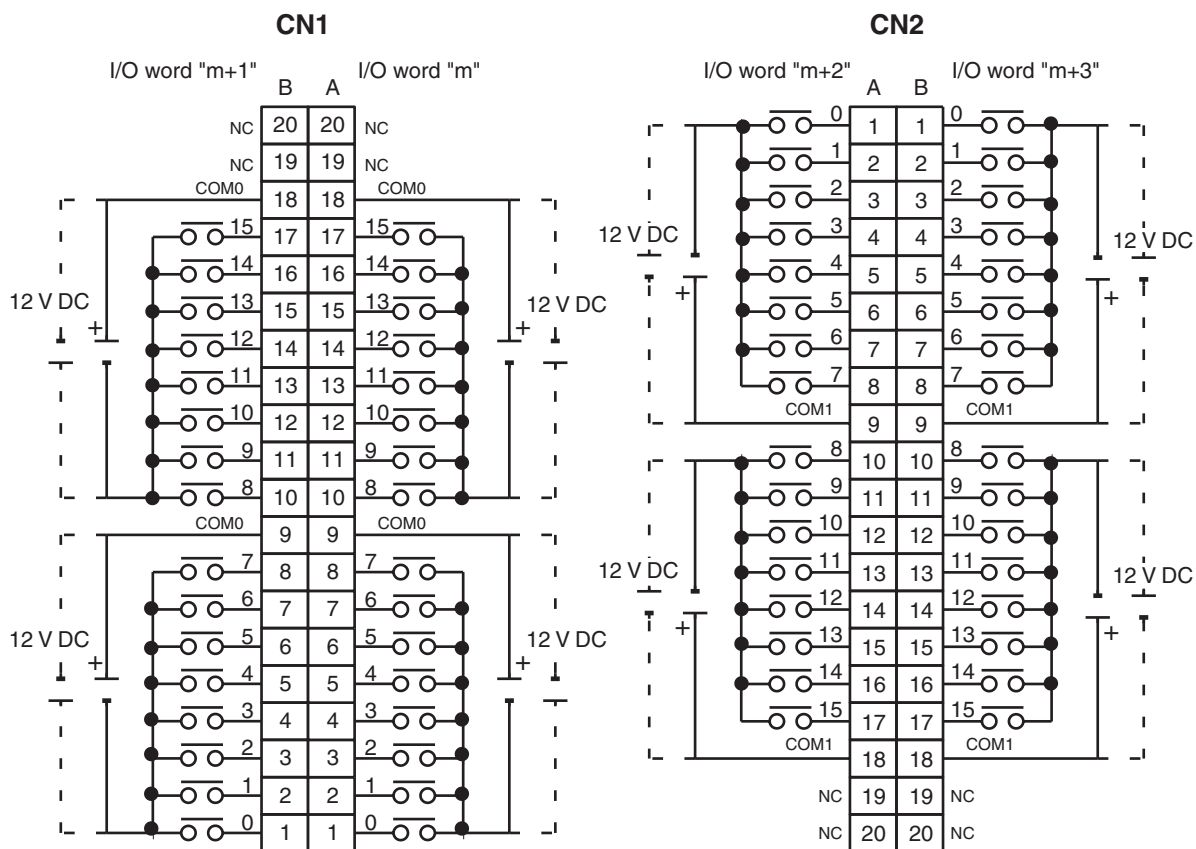 CN1
I/O word "m+1" I/O word "m"
B A
NC 20 20 NC
NC 19 19 NC
COM0 18 18 COM0
15 17 17 15
14 16 16 14
13 15 15 13
12 V DC 12 V DC
+ 12 14 14 12 +
11 13 13 11
10 12 12 10
9 11 11 9
8 10 10 8
COM0 9 9 COM0
7 8 8 7
6 7 7 6
12 V DC 5 6 6 5 12 V DC
+ 4 5 5 4 +
3 4 4 3
2 3 3 2
1 2 2 1
0 1 1 0
CN2
I/O word "m+2" I/O word "m+3"
A B
0 1 1 0
1 2 2 1
2 3 3 2
12 V DC 3 4 4 3 12 V DC
4 5 5 4
+ 5 6 6 5 +
6 7 7 6
7 8 8 7
COM1 9 9 COM1
8 10 10 8
9 11 11 9
10 12 12 10
12 V DC 11 13 13 11 12 V DC
12 14 14 12
+ 13 15 15 13 +
14 16 16 14
15 17 17 15
COM1 18 18 COM1
NC 19 19 NC
NC 20 20 NC